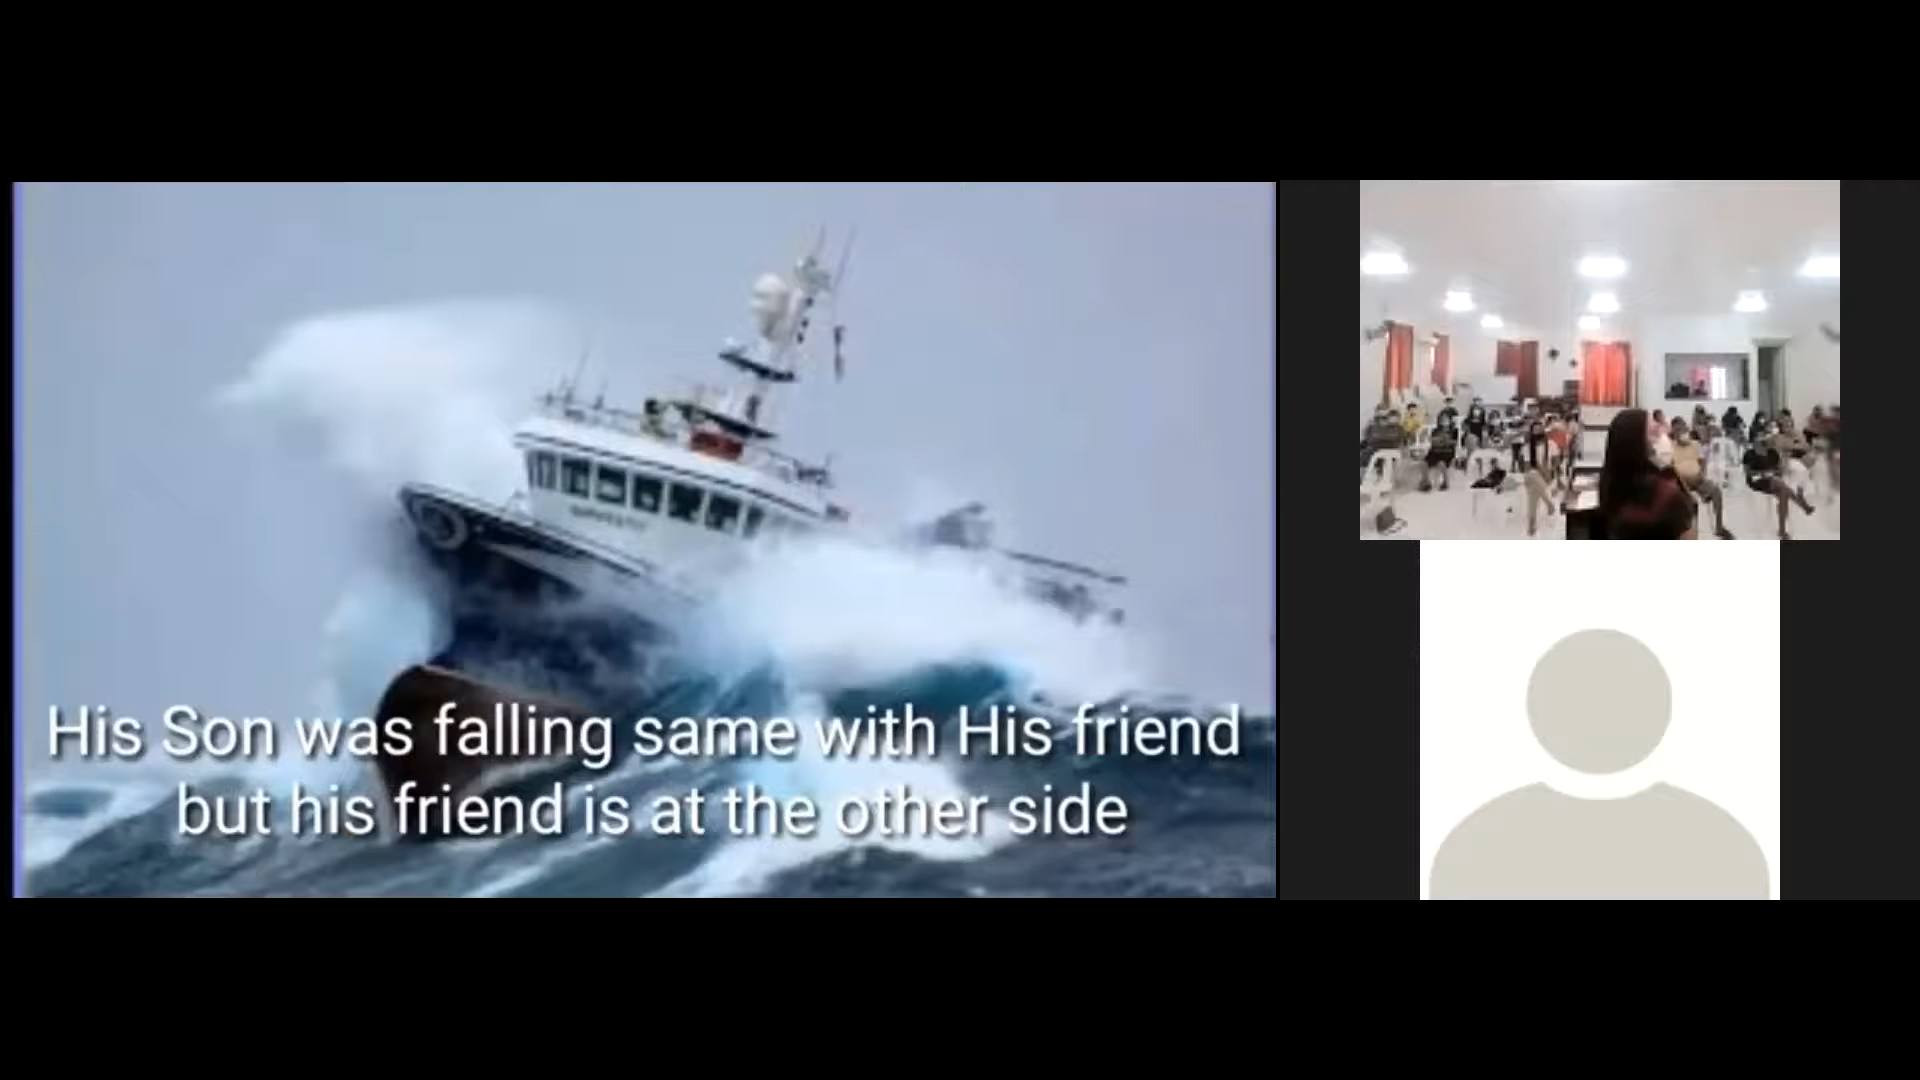 His Son was falling same with His friend
but his friend is at the other side